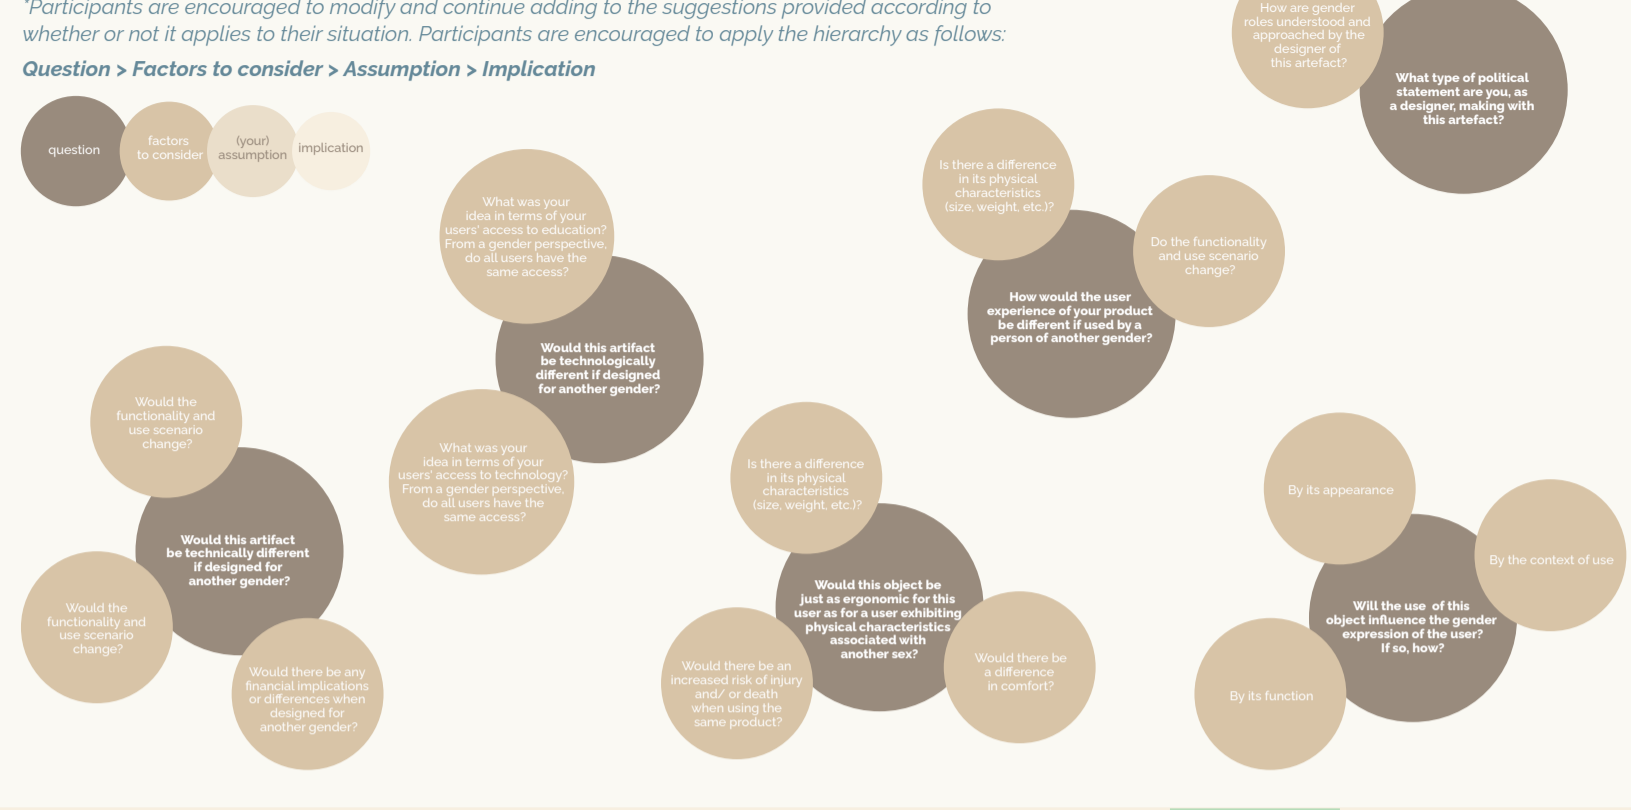 *Participants are encouraged to modify and continue adding to the suggestions provided according to
whether or not it applies to their situation. Participants are encouraged to apply the hierarchy as follows:
Question > Factors to consider > Assumption > Implication
question
factors
to consider
(your)
assumption
implication
How are gender
roles understood and
approached by the
designer of
this artefact?
What type of political
statement are you, as
a designer, making with
this artefact?
What was your
idea in terms of your
users' access to education?
From a gender perspective,
do all users have the
same access?
Would this artifact
be technologically
different if designed
for another gender?
What was your
idea in terms of your
users' access to technology?
From a gender perspective,
do all users have the
same access?
Is there a difference
in its physical
characteristics
(size, weight, etc.)?
Do the functionality
and use scenario
change?
How would the user
experience of your product
be different if used by a
person of another gender?
Would the
functionality and
use scenario
change?
Would this artifact
be technically different
if designed for
another gender?
Would the
functionality and
use scenario
change?
Would there be any
financial implications
or differences when
designed for
another gender?
Is there a difference
in its physical
characteristics
(size, weight, etc.)?
Would this object be
just as ergonomic for this
user as for a user exhibiting
physical characteristics
associated with
another sex?
Would there be an
increased risk of injury
and/ or death
when using the
same product?
Would there be
a difference
in comfort?
By its appearance
By the context of use
Will the use of this
object influence the gender
expression of the user?
If so, how?
By its function